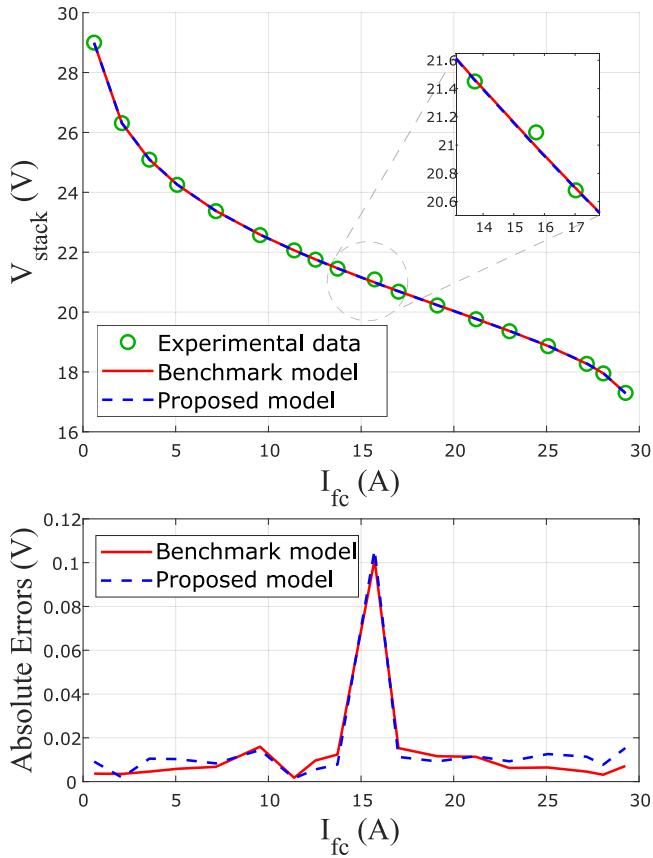 30
28
26
24
22
20
18
16
V_stack (V)
21.6
21.4
21.2
21
20.8
20.6
14 15 16 17
Experimental data
Benchmark model
Proposed model
0 5 10 15 20 25 30
I_fc (A)
0.12
0.1
0.08
0.06
0.04
0.02
0
Absolute Errors (V)
Benchmark model
Proposed model
0 5 10 15 20 25 30
I_fc (A)